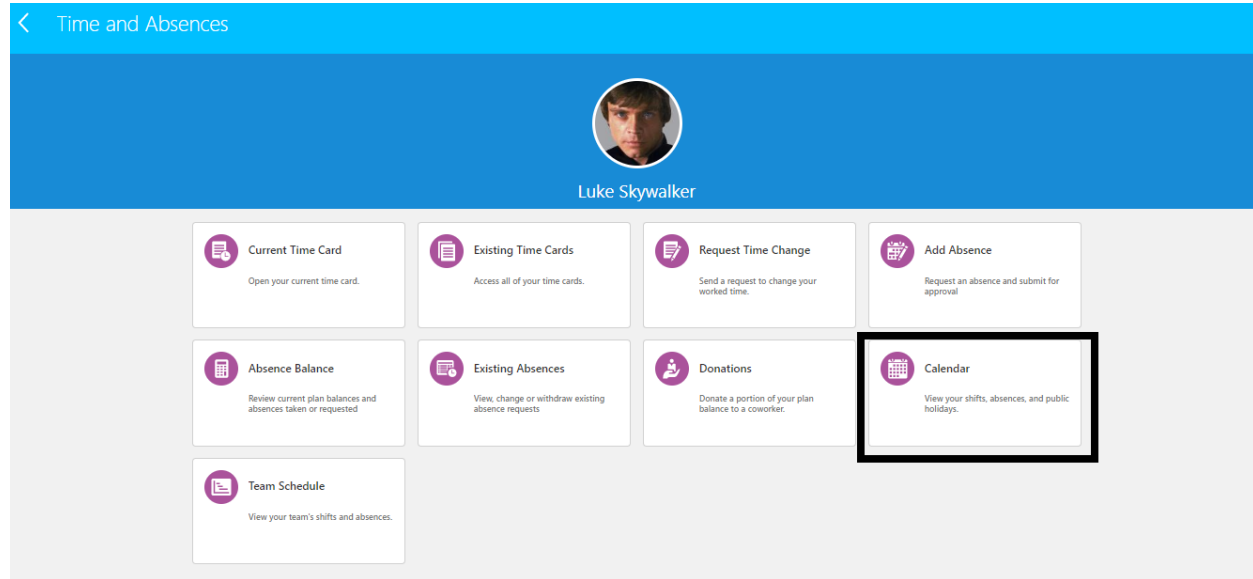 Time and Absences
Luke Skywalker
Current Time Card
Open your current time card.
Existing Time Cards
Access all of your time cards.
Request Time Change
Send a request to change your
worked time.
Add Absence
Request an absence and submit for
approval
Absence Balance
Review current plan balances and
absences taken or requested
Existing Absences
View, change or withdraw existing
absence requests
Donations
Donate a portion of your plan
balance to a coworker.
Calendar
View your shifts, absences, and public
holidays.
Team Schedule
View your team's shifts and absences.